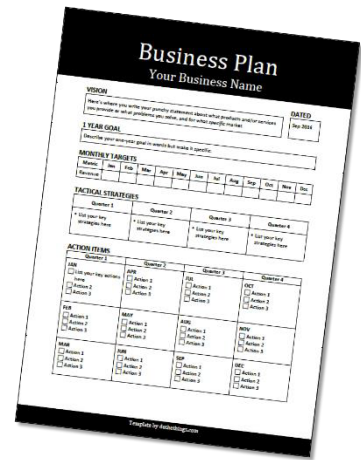 Business Plan
Your Business Name
VISION
DATED
Here's where you write your punchy statement about what products and/or services
you provide or what problems you solve, and for what specific market.
Sep 2014
1 YEAR GOAL
Describe your one-year goal in words but make it specific.
MONTHLY TARGETS
Metric Jan Feb Mar Apr May Jun Jul Aug Sep Oct Nov Dec
Revenue
TACTICAL STRATEGIES
Quarter 1 Quarter 2 Quarter 3 Quarter 4
* List your key strategies here * List your key strategies here * List your key strategies here * List your key strategies here
ACTION ITEMS
Quarter 1 Quarter 2 Quarter 3 Quarter 4
JAN APR JUL OCT
List your key actions here Action 1 Action 1 Action 1
Action 2 Action 2 Action 2 Action 2
Action 3 Action 3 Action 3 Action 3
FEB MAY AUG NOV
Action 1 Action 1 Action 1 Action 1
Action 2 Action 2 Action 2 Action 2
Action 3 Action 3 Action 3 Action 3
MAR JUN SEP DEC
Action 1 Action 1 Action 1 Action 1
Action 2 Action 2 Action 2 Action 2
Action 3 Action 3 Action 3 Action 3
Template by